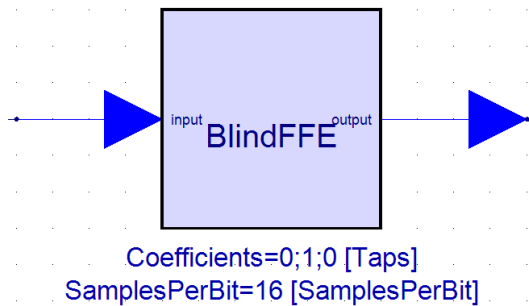 input
output
BlindFFE
Coefficients=0;1;0 [Taps]
SamplesPerBit=16 [SamplesPerBit]